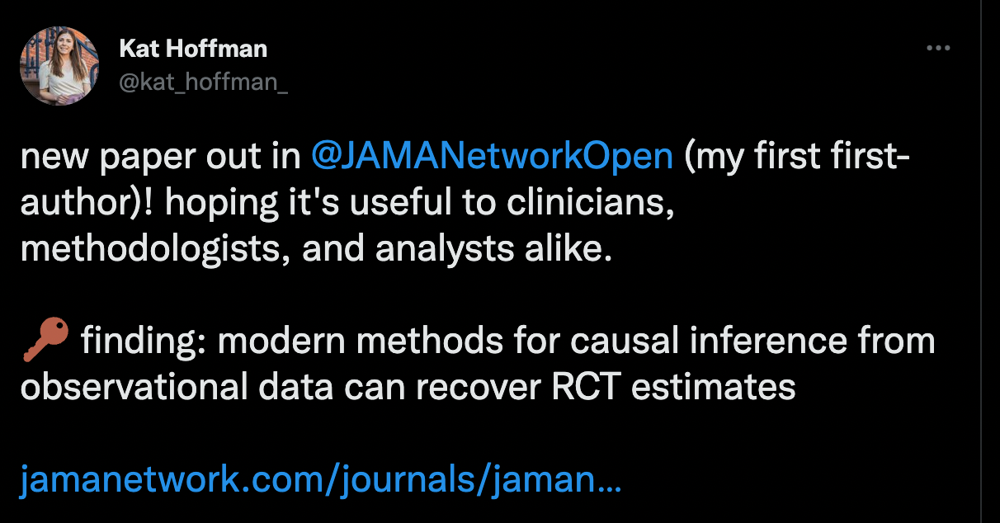 Kat Hoffman
@kat_hoffman_
new paper out in @JAMANetworkOpen (my first first-
author)! hoping it's useful to clinicians,
methodologists, and analysts alike.
🔑 finding: modern methods for causal inference from
observational data can recover RCT estimates
jamanetwork.com/journals/jaman...